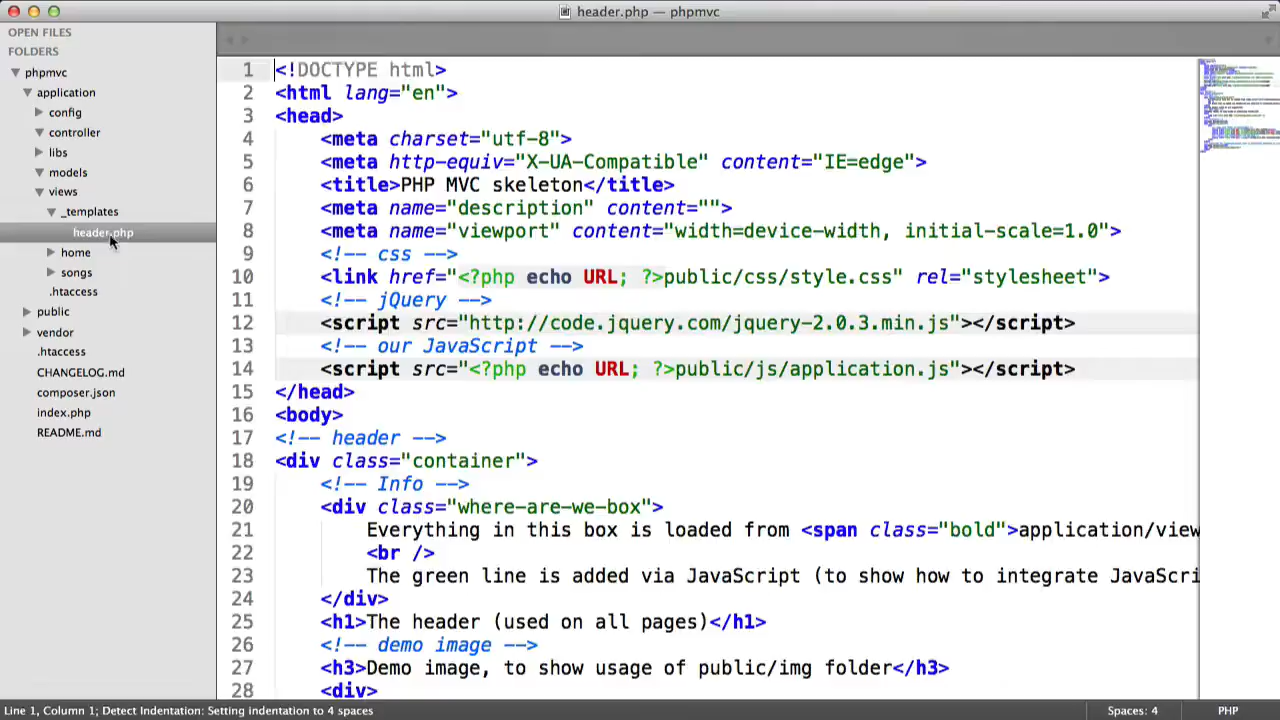 header.php — phpmvc
OPEN FILES
FOLDERS
phpmvc
application
config
controller
libs
models
views
_templates
header.php
home
songs
.htaccess
public
vendor
.htaccess
CHANGELOG.md
composer.json
index.php
README.md
1 <!DOCTYPE html>
2 <html lang="en">
3 <head>
4 <meta charset="utf-8">
5 <meta http-equiv="X-UA-Compatible" content="IE=edge">
6 <title>PHP MVC skeleton</title>
7 <meta name="description" content="">
8 <meta name="viewport" content="width=device-width, initial-scale=1.0">
9 <!-- css -->
10 <link href="<?php echo URL; ?>public/css/style.css" rel="stylesheet">
11 <!-- jQuery -->
12 <script src="http://code.jquery.com/jquery-2.0.3.min.js"></script>
13 <!-- our JavaScript -->
14 <script src="<?php echo URL; ?>public/js/application.js"></script>
15 </head>
16 <body>
17 <!-- header -->
18 <div class="container">
19 <!-- Info -->
20 <div class="where-are-we-box">
21 Everything in this box is loaded from <span class="bold">application/view
22 <br />
23 The green line is added via JavaScript (to show how to integrate JavaScri
24 </div>
25 <h1>The header (used on all pages)</h1>
26 <!-- demo image -->
27 <h3>Demo image, to show usage of public/img folder</h3>
28 <div>
Line 1, Column 1; Detect Indentation: Setting indentation to 4 spaces
Spaces: 4
PHP